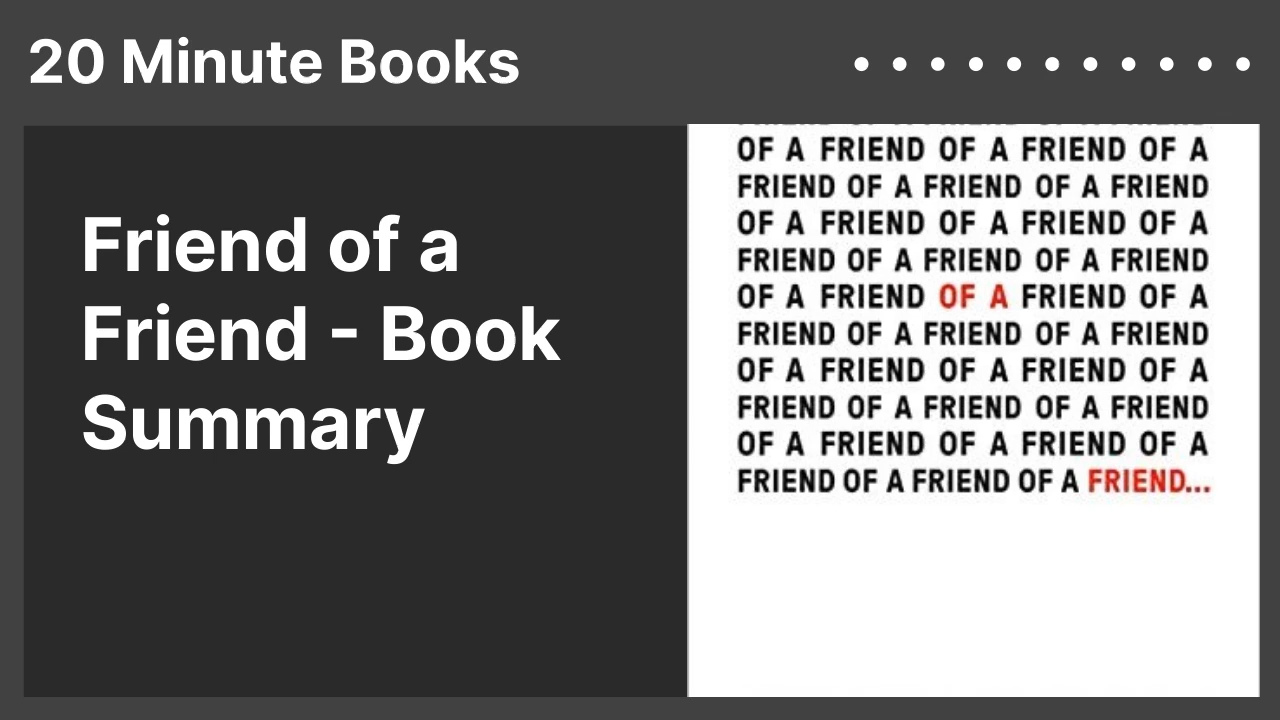 20 Minute Books
Friend of a
Friend - Book
Summary
OF A FRIEND OF A FRIEND OF A
FRIEND OF A FRIEND OF A FRIEND
OF A FRIEND OF A FRIEND OF A
FRIEND OF A FRIEND OF A FRIEND
OF A FRIEND OF A FRIEND OF A
FRIEND OF A FRIEND OF A FRIEND
OF A FRIEND OF A FRIEND OF A
FRIEND OF A FRIEND OF A FRIEND
OF A FRIEND OF A FRIEND OF A
FRIEND OF A FRIEND OF A FRIEND...